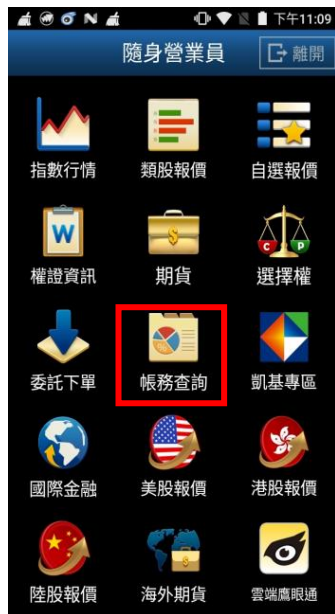 下午11:09
隨身營業員
離開
指數行情 類股報價 自選報價
W
$
C P
權證資訊 期貨 選擇權
委託下單 帳務查詢 凱基專區
國際金融 美股報價 港股報價
陸股報價 海外期貨 雲端鷹眼通